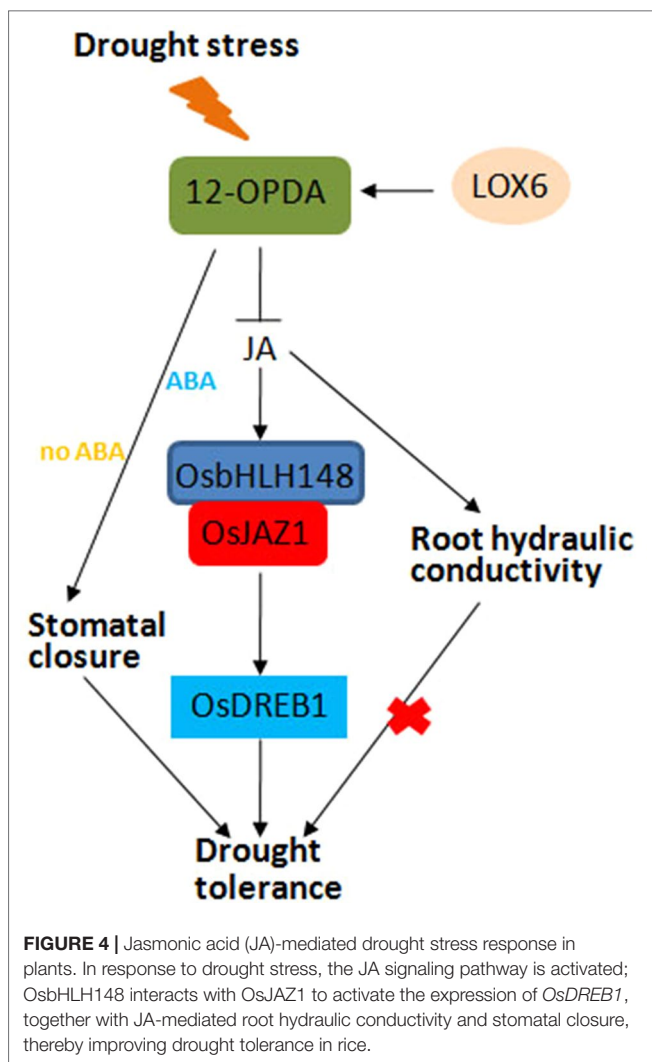 Drought stress
12-OPDA
LOX6
JA
ABA
no ABA
OsbHLH148
OsJAZ1
Root hydraulic
conductivity
Stomatal
closure
OsDREB1
Drought
tolerance
FIGURE 4 | Jasmonic acid (JA)-mediated drought stress response in
plants. In response to drought stress, the JA signaling pathway is activated;
OsbHLH148 interacts with OsJAZ1 to activate the expression of OsDREB1,
together with JA-mediated root hydraulic conductivity and stomatal closure,
thereby improving drought tolerance in rice.